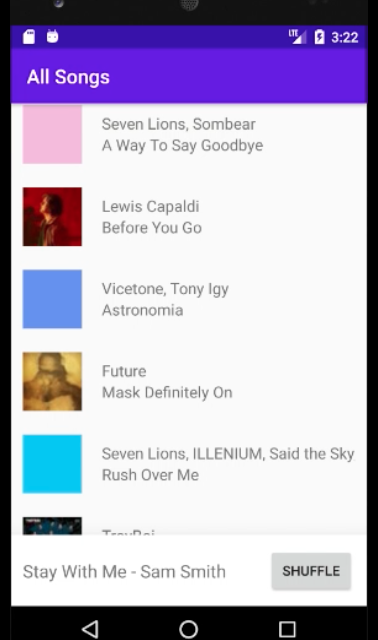 LTE 3:22
All Songs
Seven Lions, Sombear
A Way To Say Goodbye
Lewis Capaldi
Before You Go
Vicetone, Tony Igy
Astronomia
Future
Mask Definitely On
Seven Lions, ILLENIUM, Said the Sky
Rush Over Me
Stay With Me - Sam Smith
SHUFFLE